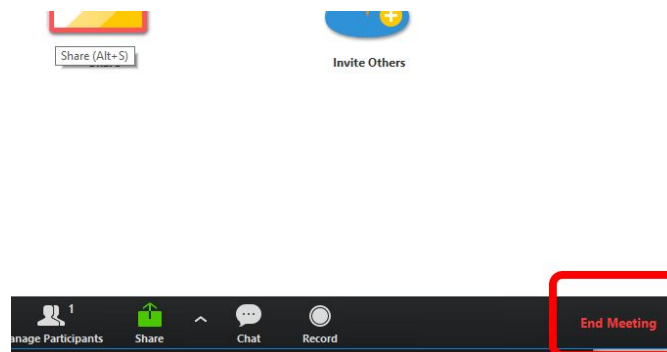 Share (Alt+S)
Invite Others
1
anage Participants
Share
Chat
Record
End Meeting